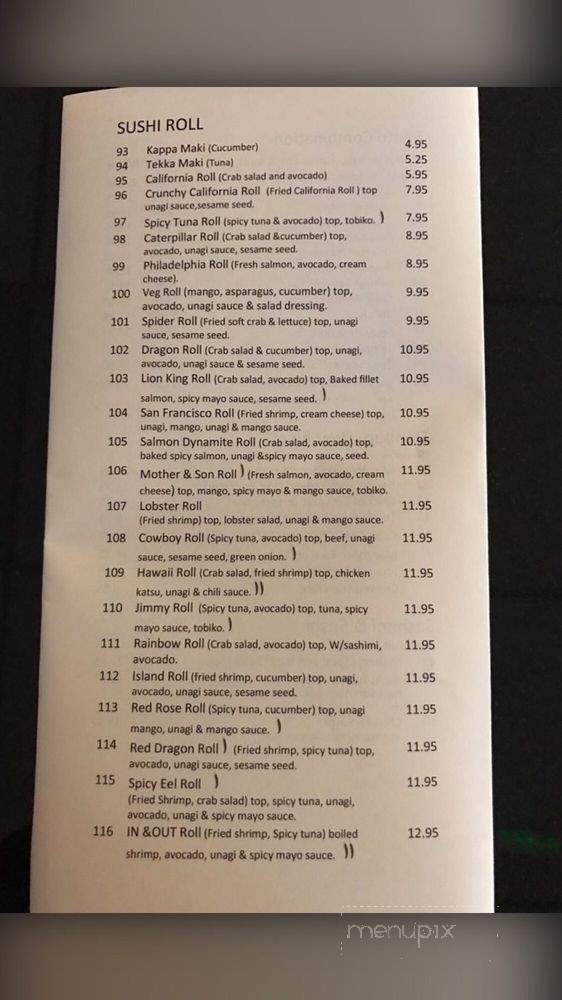 SUSHI ROLL
93 Kappa Maki (Cucumber) 4.95
94 Tekka Maki (Tuna) 5.25
95 California Roll (Crab salad and avocado) 5.95
96 Crunchy California Roll (Fried California Roll ) top 7.95
unagi sauce,sesame seed.
97 Spicy Tuna Roll (spicy tuna & avocado) top, tobiko. 7.95
98 Caterpillar Roll (Crab salad &cucumber) top, 8.95
avocado, unagi sauce, sesame seed.
99 Philadelphia Roll (Fresh salmon, avocado, cream 8.95
cheese).
100 Veg Roll (mango, asparagus, cucumber) top, 9.95
avocado, unagi sauce & salad dressing.
101 Spider Roll (Fried soft crab & lettuce) top, unagi 9.95
sauce, sesame seed.
102 Dragon Roll (Crab salad & cucumber) top, unagi, 10.95
avocado, unagi sauce & sesame seed.
103 Lion King Roll (Crab salad, avocado) top, Baked fillet 10.95
salmon, spicy mayo sauce, sesame seed.
104 San Francisco Roll (Fried shrimp, cream cheese) top, 10.95
unagi, mango, unagi & mango sauce.
105 Salmon Dynamite Roll (Crab salad, avocado) top, 10.95
baked spicy salmon, unagi &spicy mayo sauce, seed.
106 Mother & Son Roll (Fresh salmon, avocado, cream 11.95
cheese) top, mango, spicy mayo & mango sauce, tobiko.
107 Lobster Roll 11.95
(Fried shrimp) top, lobster salad, unagi & mango sauce.
108 Cowboy Roll (Spicy tuna, avocado) top, beef, unagi 11.95
sauce, sesame seed, green onion.
109 Hawaii Roll (Crab salad, fried shrimp) top, chicken 11.95
katsu, unagi & chili sauce.
110 Jimmy Roll (Spicy tuna, avocado) top, tuna, spicy 11.95
mayo sauce, tobiko.
111 Rainbow Roll (Crab salad, avocado) top, W/sashimi, 11.95
avocado.
112 Island Roll (fried shrimp, cucumber) top, unagi, 11.95
avocado, unagi sauce, sesame seed.
113 Red Rose Roll (Spicy tuna, cucumber) top, unagi 11.95
mango, unagi & mango sauce.
114 Red Dragon Roll (Fried shrimp, spicy tuna) top, 11.95
avocado, unagi sauce, sesame seed.
115 Spicy Eel Roll 11.95
(Fried Shrimp, crab salad) top, spicy tuna, unagi,
avocado, unagi & spicy mayo sauce.
116 IN &OUT Roll (Fried shrimp, Spicy tuna) boiled 12.95
shrimp, avocado, unagi & spicy mayo sauce.
menupix